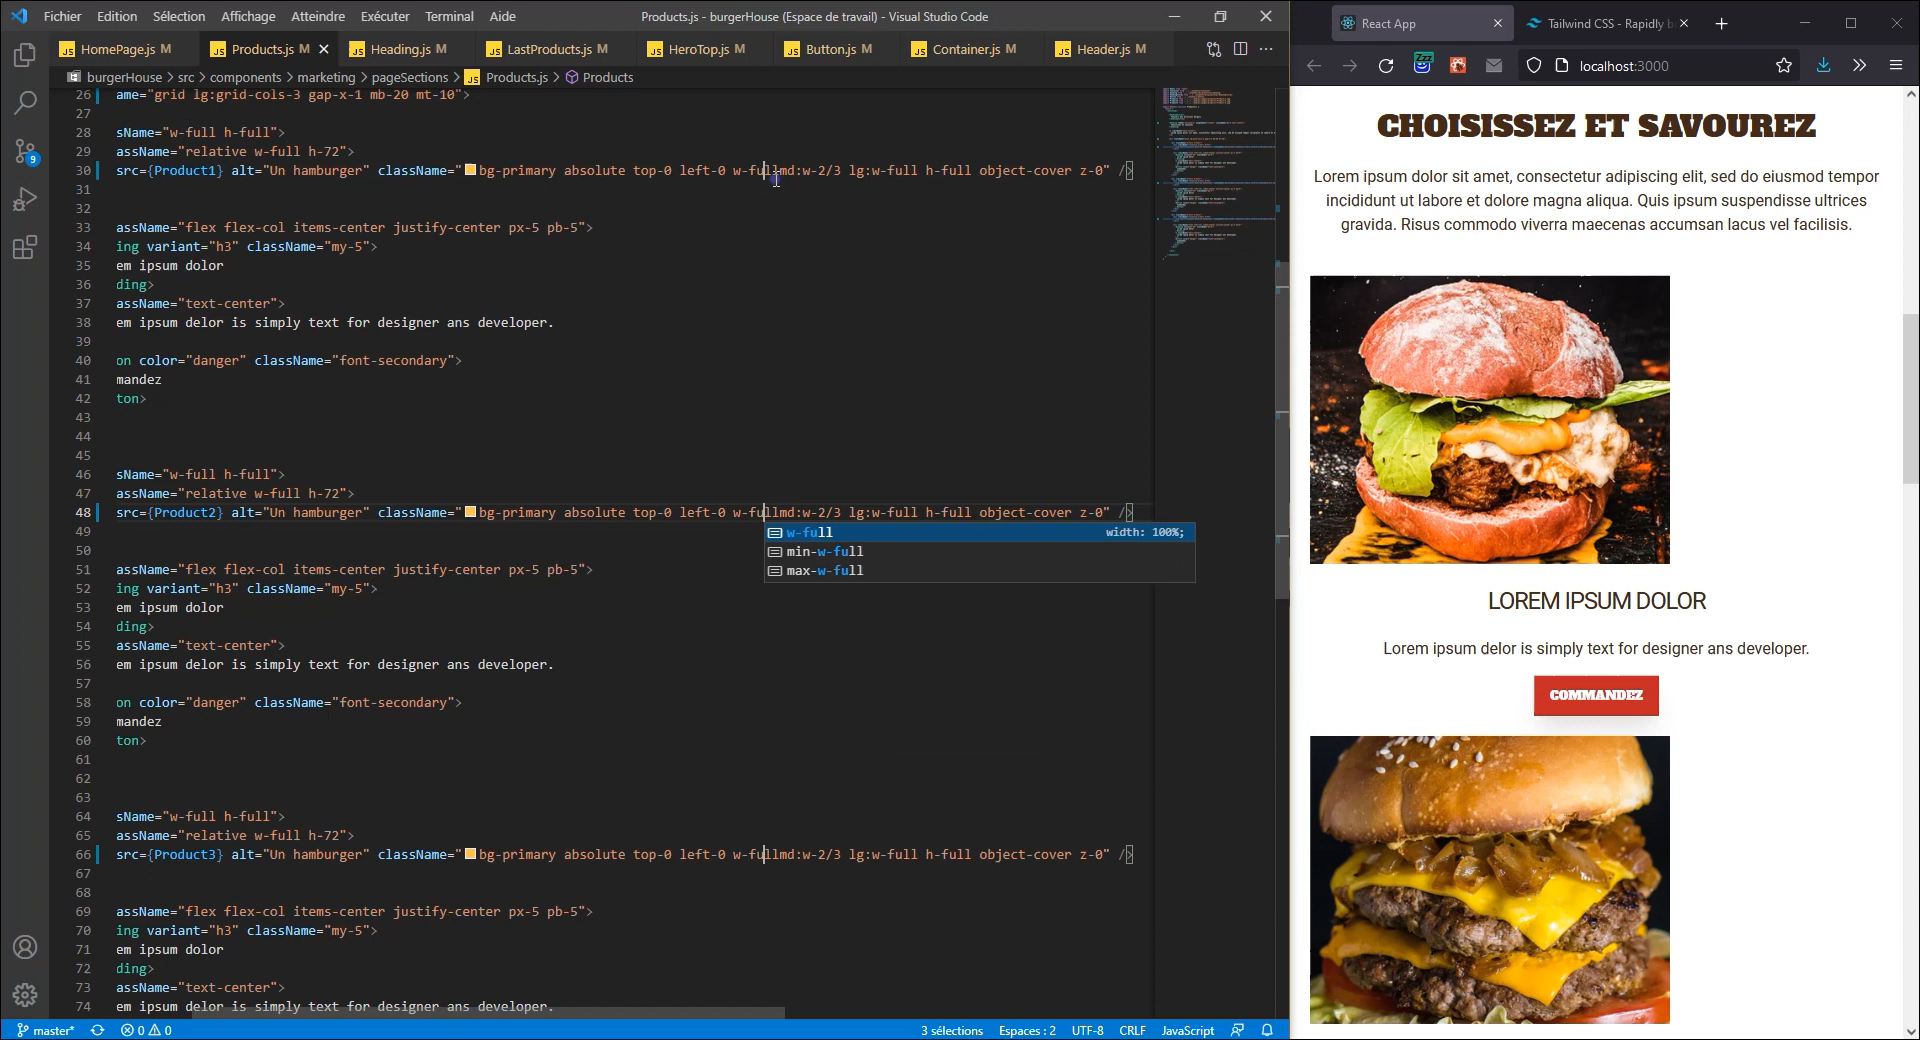 Fichier Edition Sélection Affichage Atteindre Exécuter Terminal Aide Products.js - burgerHouse (Espace de travail) - Visual Studio Code
HomePage.js M Products.js M Heading.js M LastProducts.js M HeroTop.js M Button.js M Container.js M Header.js M
burgerHouse > src > components > marketing > pageSections > Products.js > Products
26 ame="grid lg:grid-cols-3 gap-x-1 mb-20 mt-10">
27
28 sName="w-full h-full">
29 assName="relative w-full h-72">
30 src={Product1} alt="Un hamburger" className="bg-primary absolute top-0 left-0 w-fullmd:w-2/3 lg:w-full h-full object-cover z-0" />
31
32
33 assName="flex flex-col items-center justify-center px-5 pb-5">
34 ing variant="h3" className="my-5">
35 em ipsum dolor
36 ding>
37 assName="text-center">
38 em ipsum delor is simply text for designer ans developer.
39
40 on color="danger" className="font-secondary">
41 mandez
42 ton>
43
44
45
46 sName="w-full h-full">
47 assName="relative w-full h-72">
48 src={Product2} alt="Un hamburger" className="bg-primary absolute top-0 left-0 w-fullmd:w-2/3 lg:w-full h-full object-cover z-0" />
49 w-full width: 100%;
50 min-w-full
51 assName="flex flex-col items-center justify-center px-5 pb-5"> max-w-full
52 ing variant="h3" className="my-5">
53 em ipsum dolor
54 ding>
55 assName="text-center">
56 em ipsum delor is simply text for designer ans developer.
57
58 on color="danger" className="font-secondary">
59 mandez
60 ton>
61
62
63
64 sName="w-full h-full">
65 assName="relative w-full h-72">
66 src={Product3} alt="Un hamburger" className="bg-primary absolute top-0 left-0 w-fullmd:w-2/3 lg:w-full h-full object-cover z-0" />
67
68
69 assName="flex flex-col items-center justify-center px-5 pb-5">
70 ing variant="h3" className="my-5">
71 em ipsum dolor
72 ding>
73 assName="text-center">
74 em ipsum delor is simply text for designer ans developer.
9
master* 0 0 3 sélections Espaces : 2 UTF-8 CRLF JavaScript
React App Tailwind CSS - Rapidly b
localhost:3000
CHOISISSEZ ET SAVOUREZ
Lorem ipsum dolor sit amet, consectetur adipiscing elit, sed do eiusmod tempor
incididunt ut labore et dolore magna aliqua. Quis ipsum suspendisse ultrices
gravida. Risus commodo viverra maecenas accumsan lacus vel facilisis.
LOREM IPSUM DOLOR
Lorem ipsum delor is simply text for designer ans developer.
COMMANDEZ